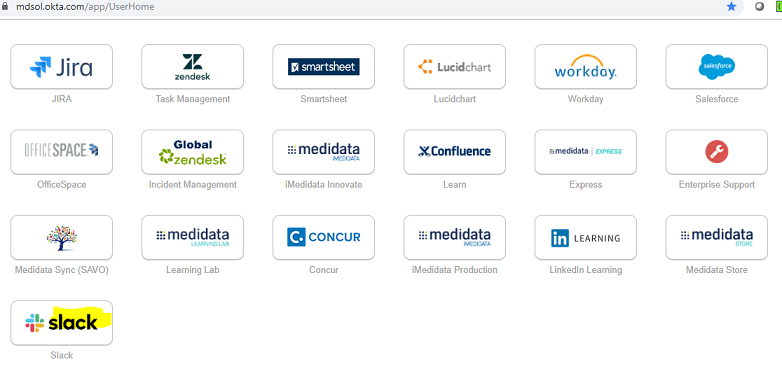 mdsol.okta.com/app/UserHome
Jira
zendesk
smartsheet
Lucidchart
workday.
salesforce
JIRA
Task Management
Smartsheet
Lucidchart
Workday
Salesforce
OFFICESPACE
Global
zendesk
medidata
iMEDIDATA
Confluence
medidata | EXPRESS
OfficeSpace
Incident Management
iMedidata Innovate
Learn
Express
Enterprise Support
medidata
LEARNING LAB
C. CONCUR
medidata
iMEDIDATA
in LEARNING
medidata
STORE
Medidata Sync (SAVO)
Learning Lab
Concur
iMedidata Production
LinkedIn Learning
Medidata Store
slack
Slack